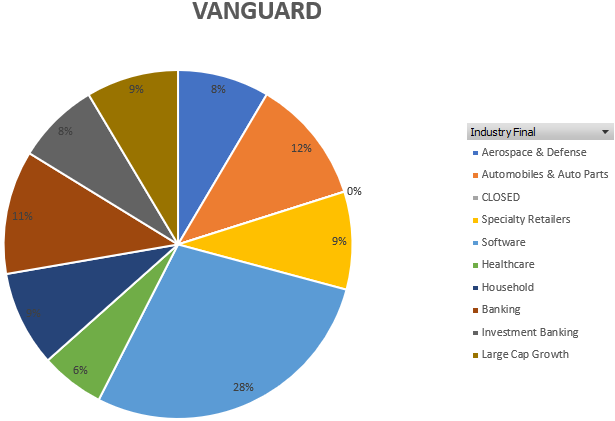 VANGUARD
9%
8%
8%
12%
0%
11%
9%
6%
28%
Industry Final
Aerospace & Defense
Automobiles & Auto Parts
CLOSED
Specialty Retailers
Software
Healthcare
Household
Banking
Investment Banking
Large Cap Growth